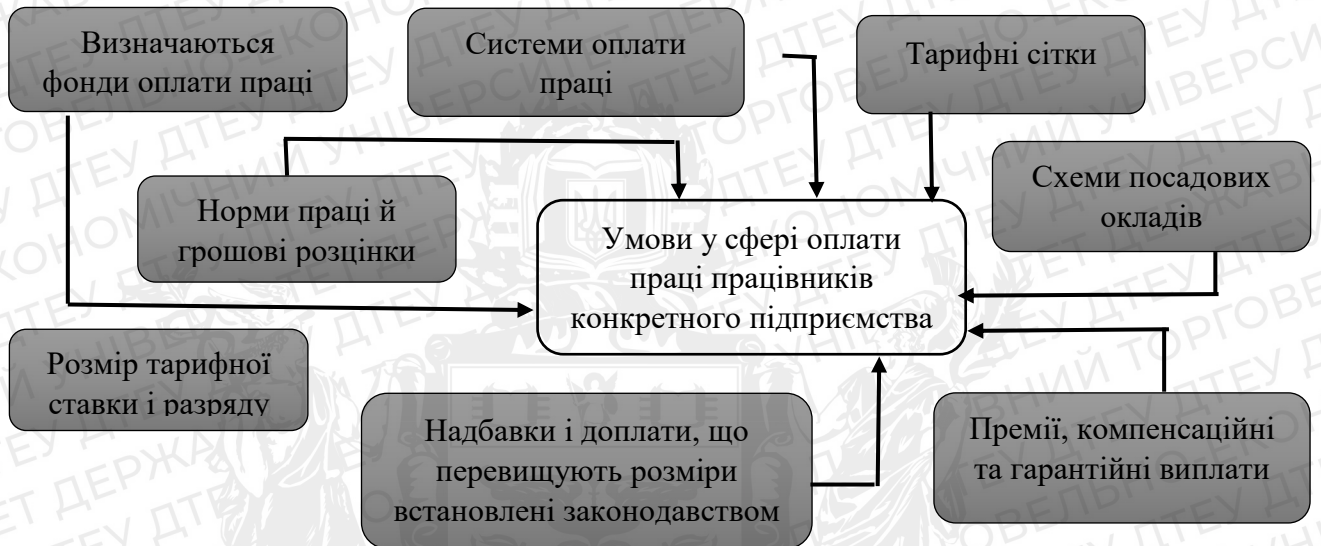 Визначаються
фонди оплати праці
Системи оплати
праці
Тарифні сітки
Норми праці й
грошові розцінки
Умови у сфері оплати
праці працівників
конкретного підприємства
Схеми посадових
окладів
Розмір тарифної
ставки і разряду
Надбавки і доплати, що
перевищують розміри
встановлені законодавством
Премії, компенсаційні
та гарантійні виплати